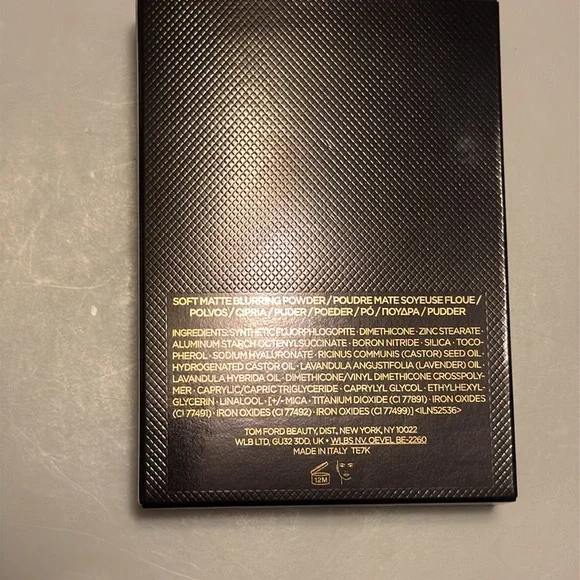 SOFT MATTE BLURRING POWDER / POUDRE MATE SOYEUSE FLOUE /
POLVOS / CIPRIA / PUDER / POEDER / PÓ / ΠΟΥΔΡΑ / PUDDER
INGREDIENTS: SYNTHETIC FLUORPHLOGOPITE · DIMETHICONE · ZINC STEARATE ·
ALUMINUM STARCH OCTENYLSUCCINATE · BORON NITRIDE · SILICA · TOCO-
PHEROL · SODIUM HYALURONATE · RICINUS COMMUNIS (CASTOR) SEED OIL ·
HYDROGENATED CASTOR OIL · LAVANDULA ANGUSTIFOLIA (LAVENDER) OIL ·
LAVANDULA HYBRIDA OIL · DIMETHICONE/VINYL DIMETHICONE CROSSPOLY-
MER · CAPRYLIC/CAPRIC TRIGLYCERIDE · CAPRYLYL GLYCOL · ETHYLHEXYL-
GLYCERIN · LINALOOL · [+/- MICA · TITANIUM DIOXIDE (CI 77891) · IRON OXIDES
(CI 77491) · IRON OXIDES (CI 77492) · IRON OXIDES (CI 77499)] <ILN52536>
TOM FORD BEAUTY, DIST., NEW YORK, NY 10022
WLB LTD, GU32 3DD, UK • WLBS NV. OEVEL BE-2260
MADE IN ITALY TE7K
12M